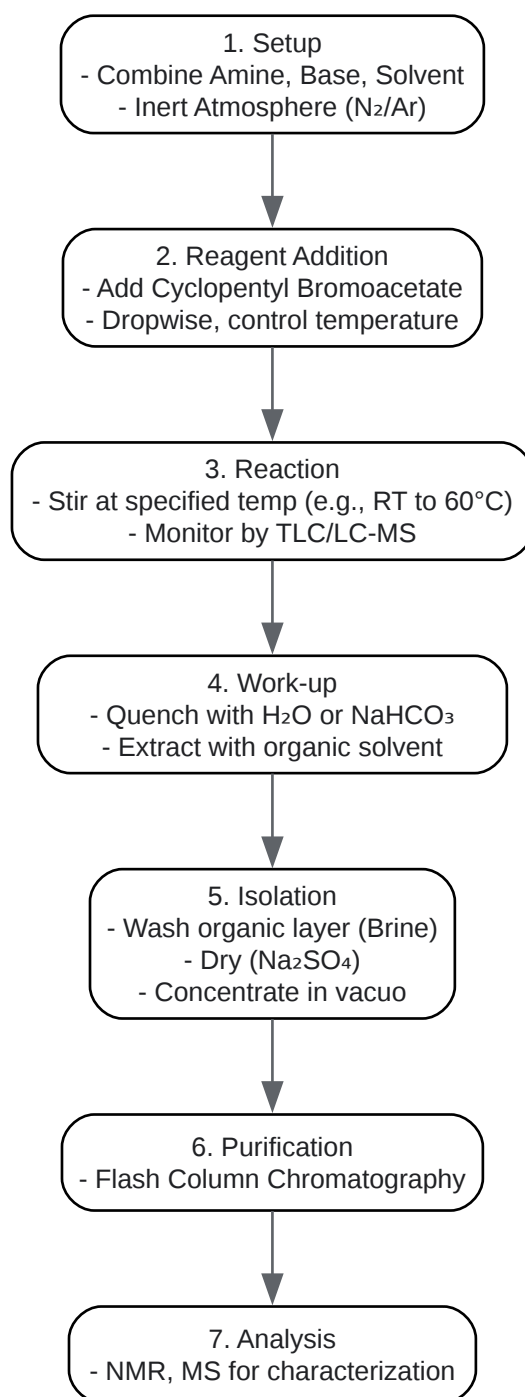 1. Setup
- Combine Amine, Base, Solvent
- Inert Atmosphere (N₂/Ar)
2. Reagent Addition
- Add Cyclopentyl Bromoacetate
- Dropwise, control temperature
3. Reaction
- Stir at specified temp (e.g., RT to 60°C)
- Monitor by TLC/LC-MS
4. Work-up
- Quench with H₂O or NaHCO₃
- Extract with organic solvent
5. Isolation
- Wash organic layer (Brine)
- Dry (Na₂SO₄)
- Concentrate in vacuo
6. Purification
- Flash Column Chromatography
7. Analysis
- NMR, MS for characterization